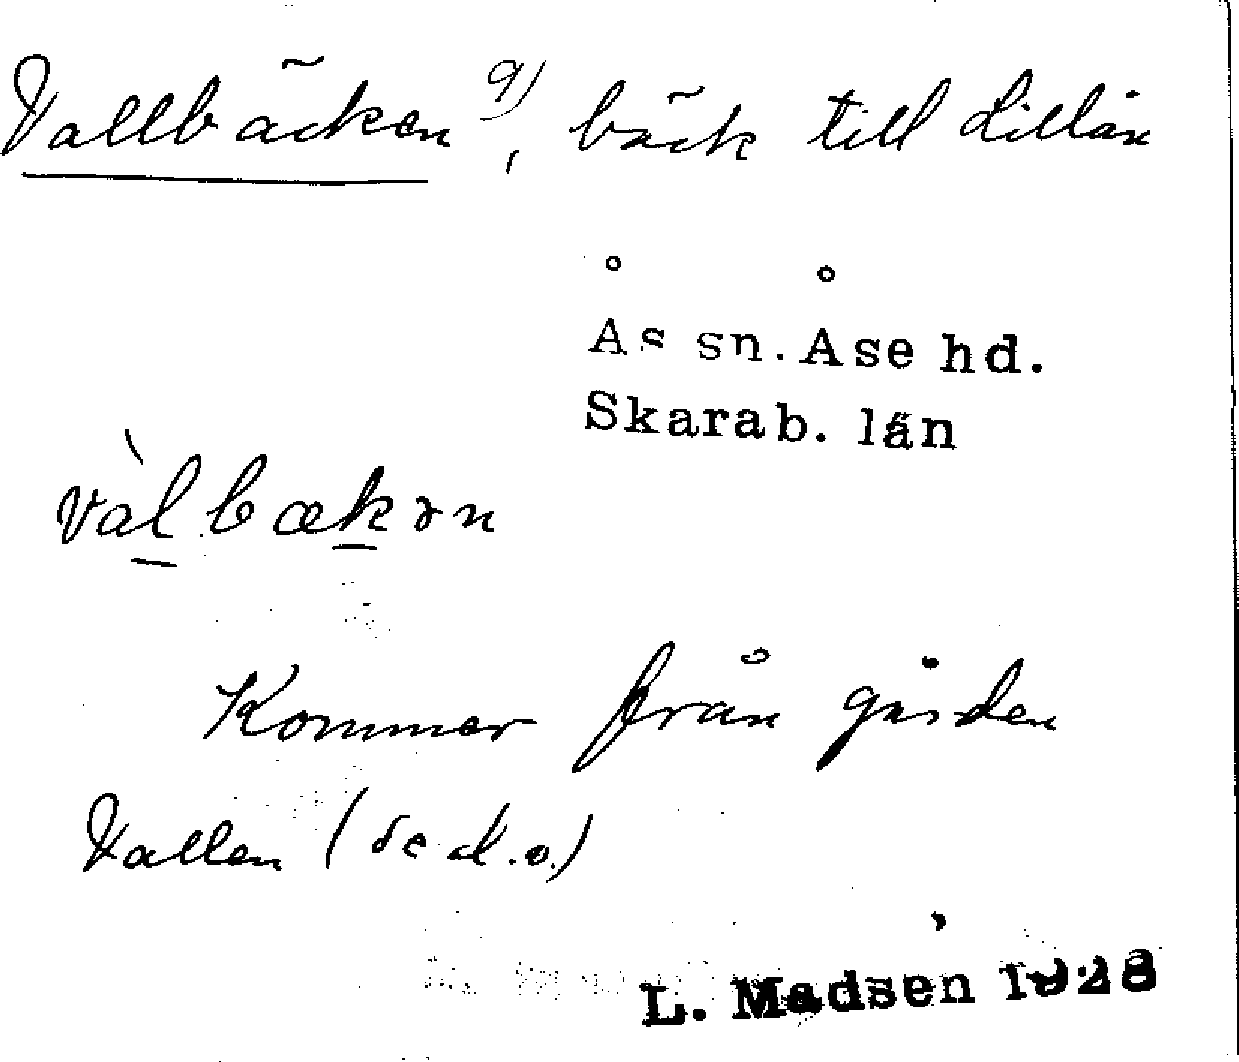 Vallbäcken 9), bäck till Lillån
Ås sn. Åse hd.
Skarab. län
vàlbækən
Kommer från gården
Vallen (se d.o.)
L. Madsen 1928